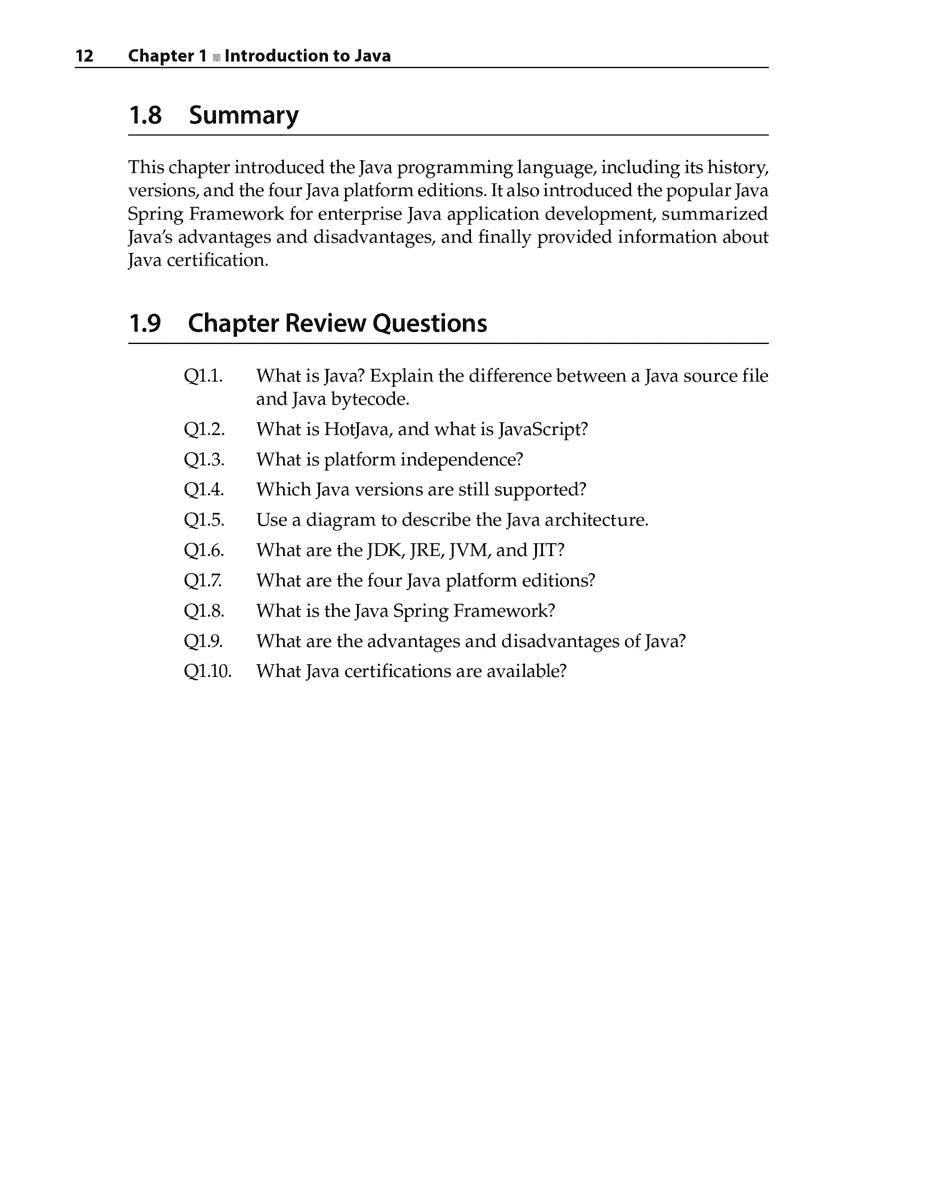 12 Chapter 1 ■ Introduction to Java
1.8 Summary
This chapter introduced the Java programming language, including its history,
versions, and the four Java platform editions. It also introduced the popular Java
Spring Framework for enterprise Java application development, summarized
Java’s advantages and disadvantages, and finally provided information about
Java certification.
1.9 Chapter Review Questions
Q1.1. What is Java? Explain the difference between a Java source file
and Java bytecode.
Q1.2. What is HotJava, and what is JavaScript?
Q1.3. What is platform independence?
Q1.4. Which Java versions are still supported?
Q1.5. Use a diagram to describe the Java architecture.
Q1.6. What are the JDK, JRE, JVM, and JIT?
Q1.7. What are the four Java platform editions?
Q1.8. What is the Java Spring Framework?
Q1.9. What are the advantages and disadvantages of Java?
Q1.10. What Java certifications are available?